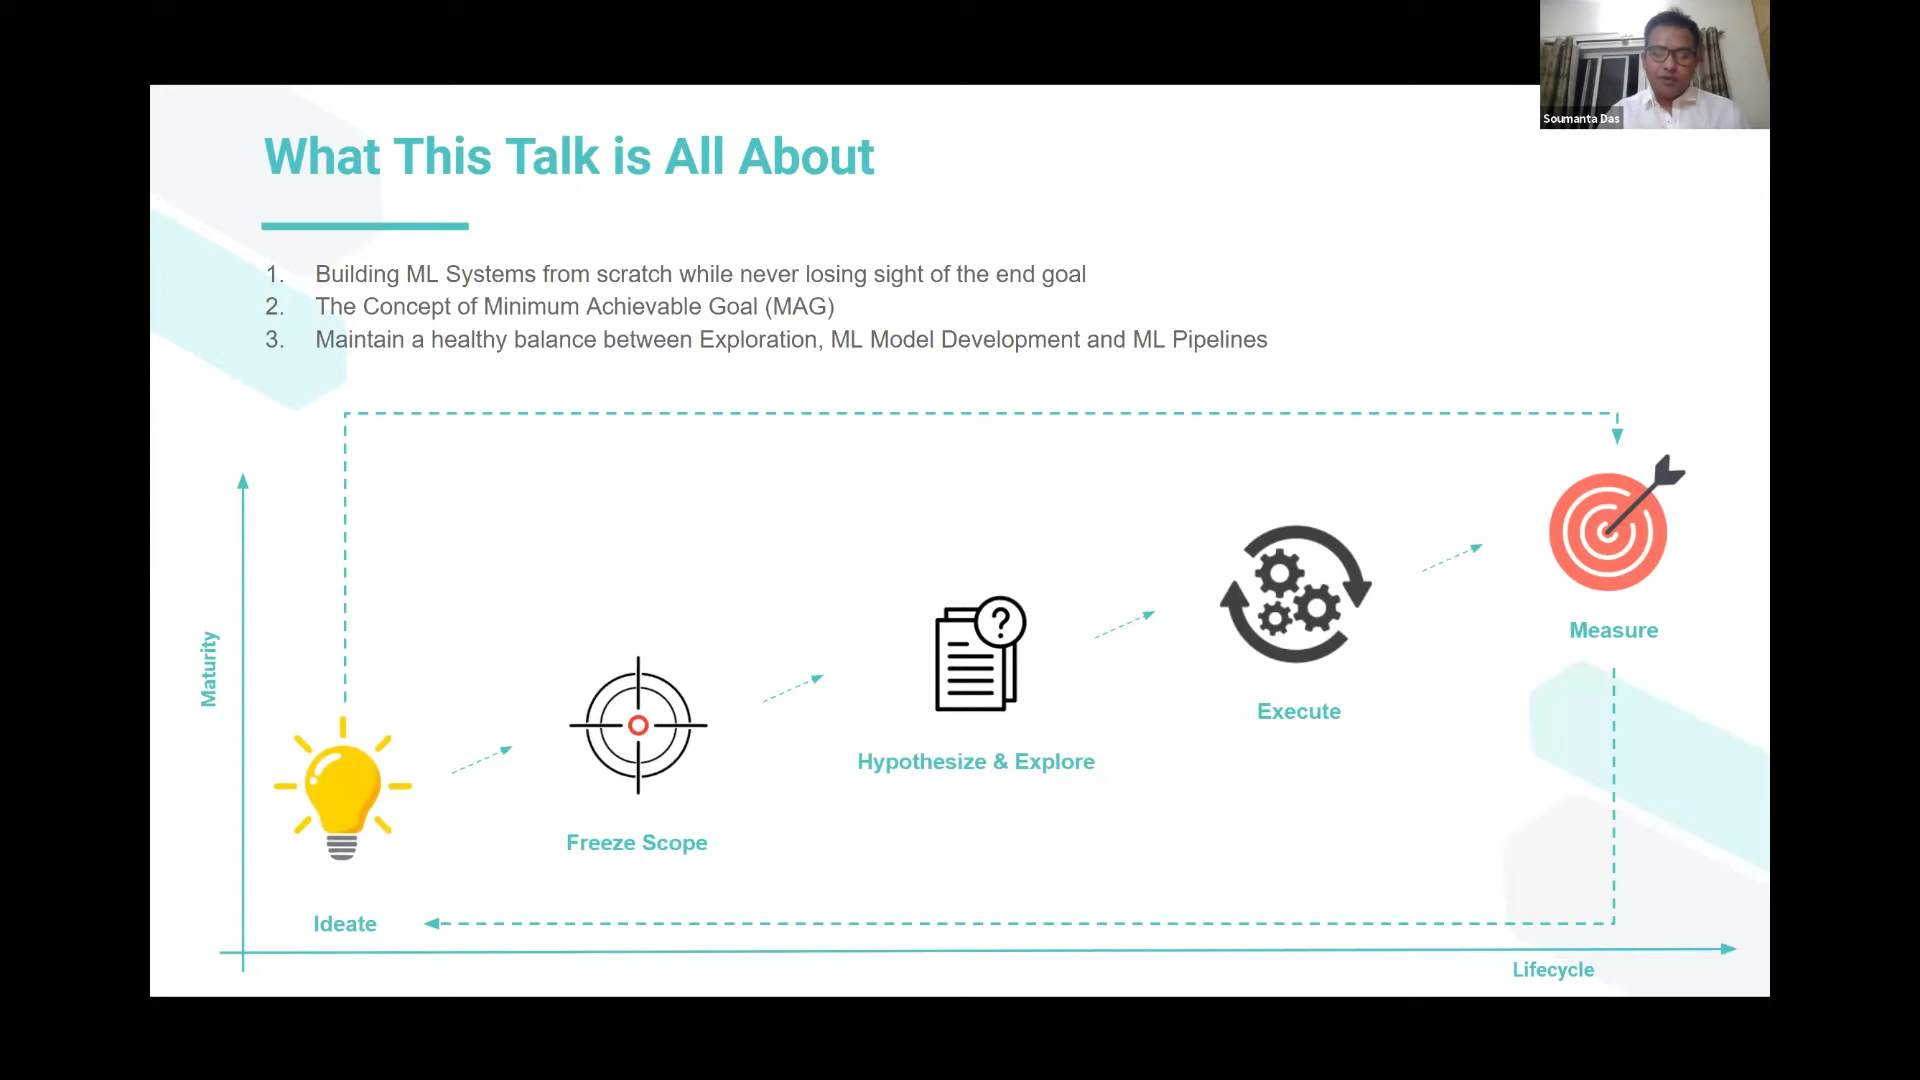 Soumanta Das
What This Talk is All About
1. Building ML Systems from scratch while never losing sight of the end goal
2. The Concept of Minimum Achievable Goal (MAG)
3. Maintain a healthy balance between Exploration, ML Model Development and ML Pipelines
Maturity
?
Measure
Execute
Hypothesize & Explore
Freeze Scope
Ideate
Lifecycle